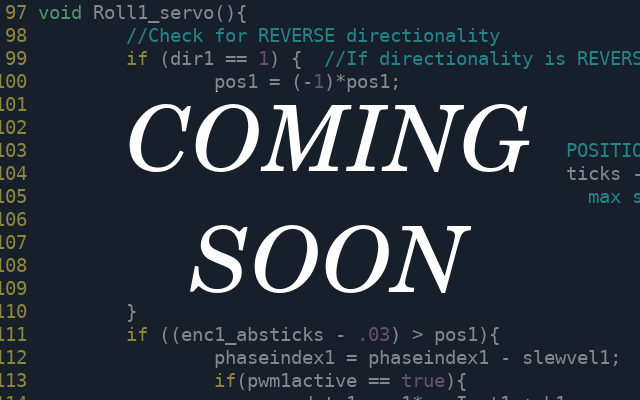 97 void Roll1_servo(){
98 //Check for REVERSE directionality
99 if (dir1 == 1) { //If directionality is REVERS
100 pos1 = (-1)*pos1;
101
102
COMING
103 POSITIO
104 ticks -
105 max s
106
107
108
SOON
109
110 }
111 if ((enc1_absticks - .03) > pos1){
112 phaseindex1 = phaseindex1 - slewvel1;
113 if(pwm1active == true){